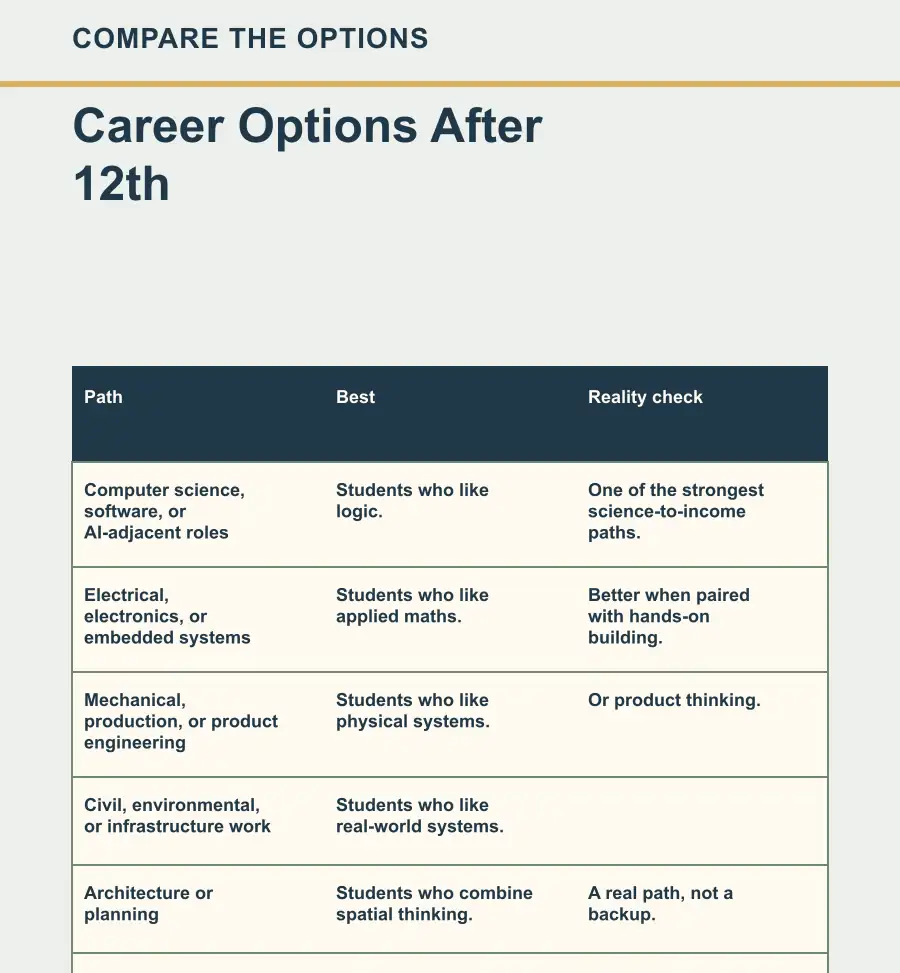 COMPARE THE OPTIONS
Career Options After
12th
Path
Best
Reality check
Computer science,
software, or
AI-adjacent roles
Students who like
logic.
One of the strongest
science-to-income
paths.
Electrical,
electronics, or
embedded systems
Students who like
applied maths.
Better when paired
with hands-on
building.
Mechanical,
production, or product
engineering
Students who like
physical systems.
Or product thinking.
Civil, environmental,
or infrastructure work
Students who like
real-world systems.
Architecture or
planning
Students who combine
spatial thinking.
A real path, not a
backup.